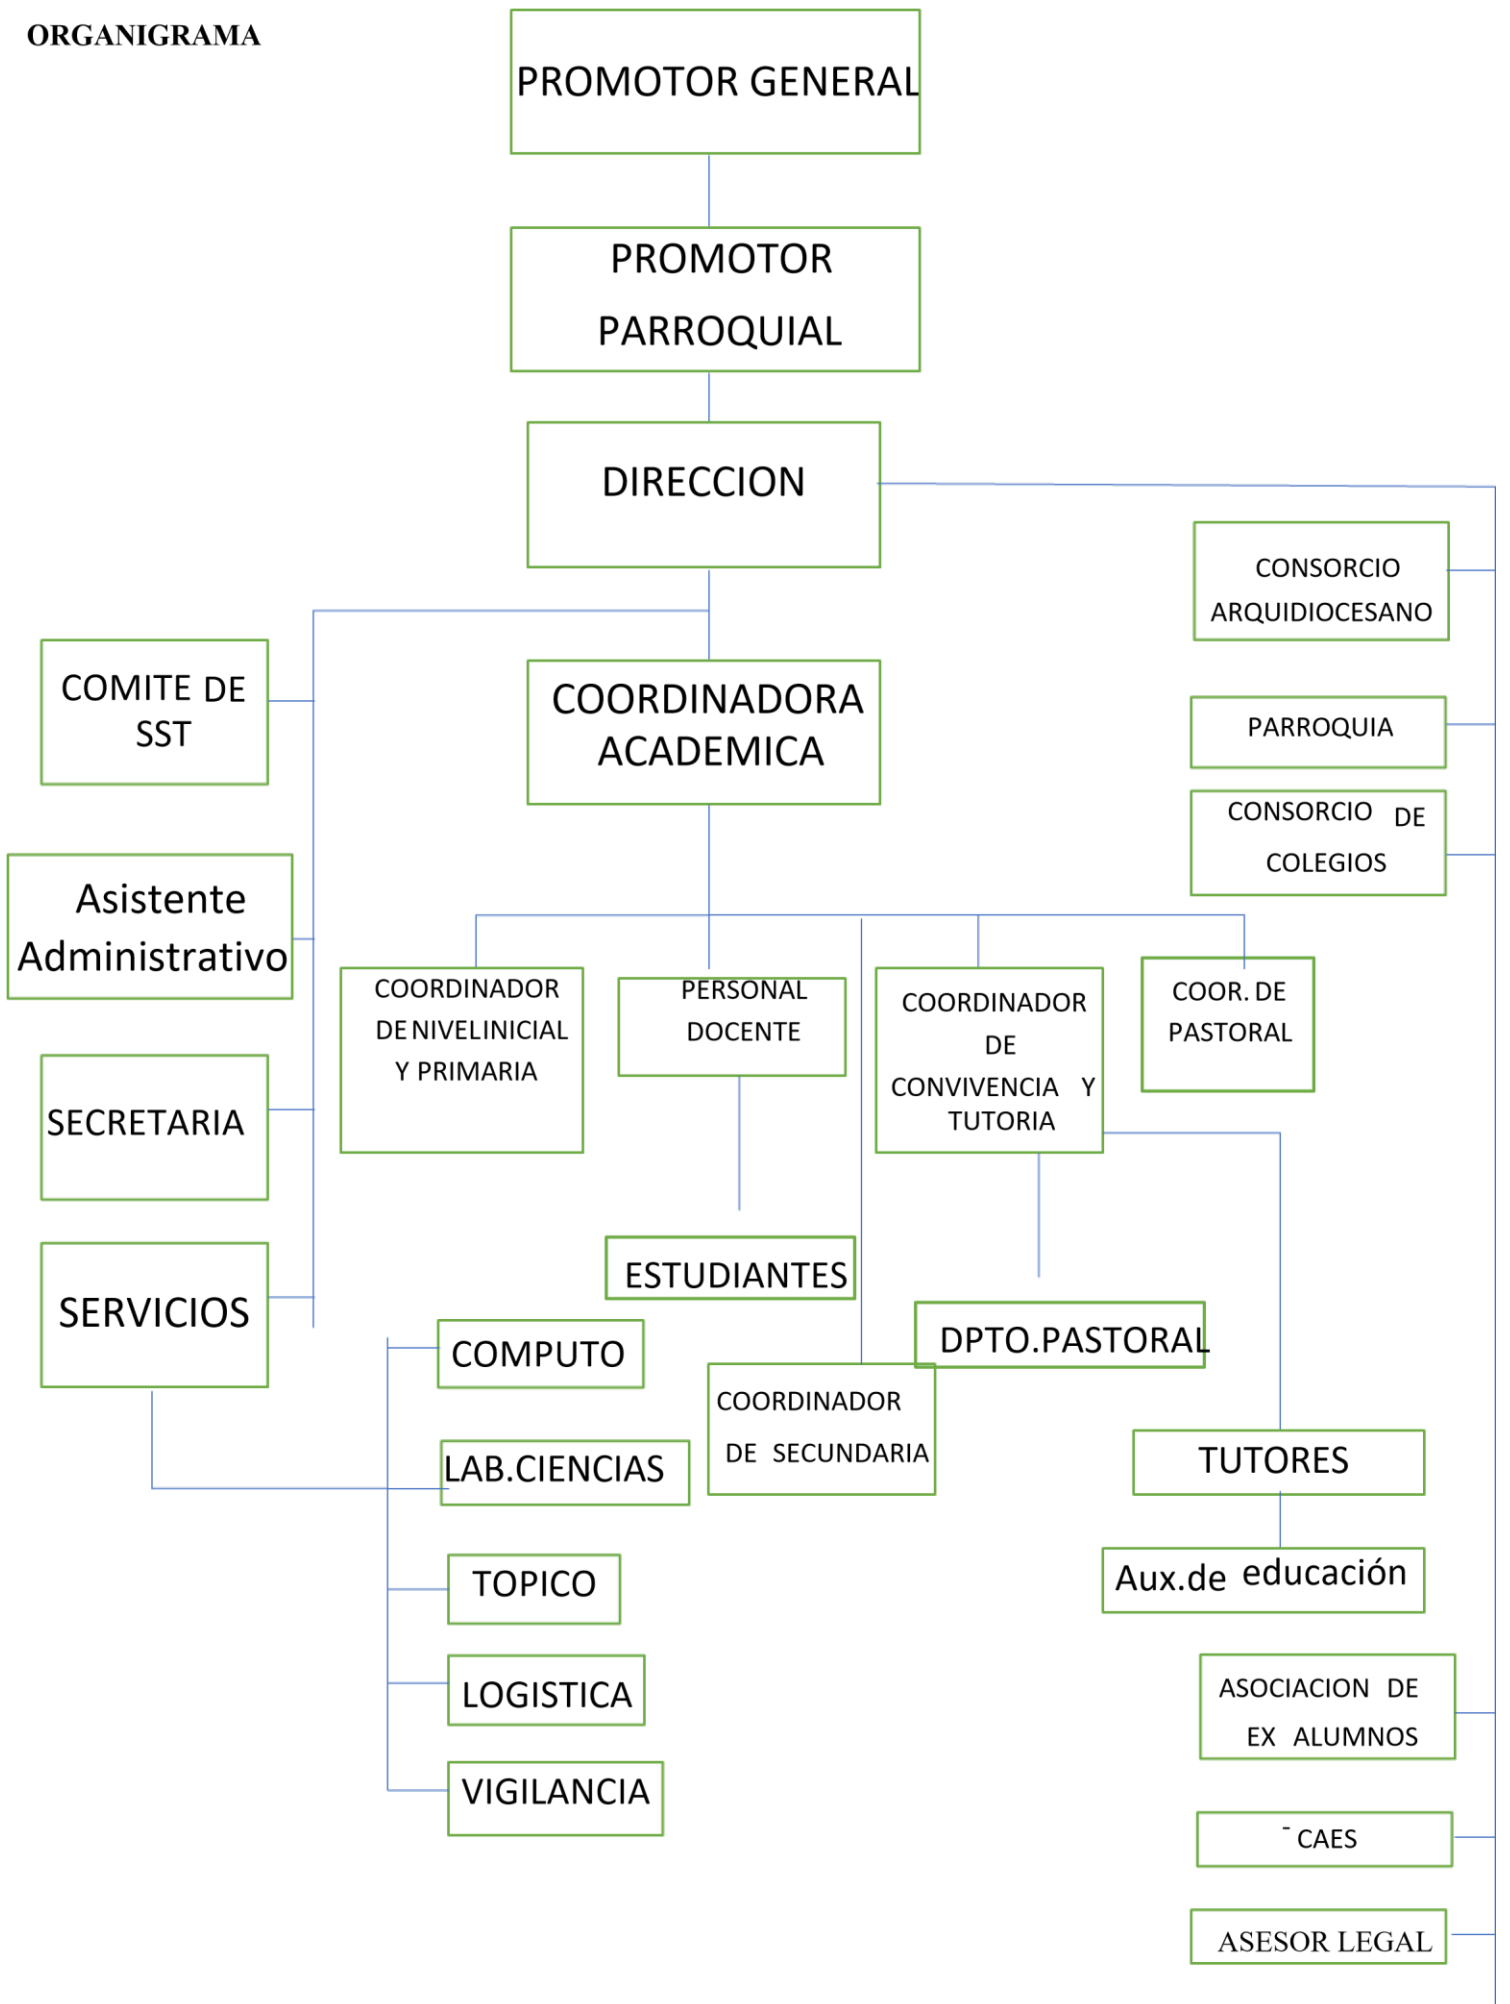 ORGANIGRAMA
PROMOTOR GENERAL
PROMOTOR
PARROQUIAL
DIRECCION
CONSORCIO
ARQUIDIOCESANO
COMITE DE
SST
COORDINADORA
ACADEMICA
PARROQUIA
CONSORCIO DE
COLEGIOS
Asistente
Administrativo
COORDINADOR
DE NIVELINICIAL
Y PRIMARIA
PERSONAL
DOCENTE
COORDINADOR
DE
CONVIVENCIA Y
TUTORIA
COOR. DE
PASTORAL
SECRETARIA
ESTUDIANTES
SERVICIOS
DPTO.PASTORAL
COMPUTO
COORDINADOR
DE SECUNDARIA
LAB.CIENCIAS
TUTORES
TOPICO
Aux.de educación
LOGISTICA
ASOCIACION DE
EX ALUMNOS
VIGILANCIA
- CAES
ASESOR LEGAL